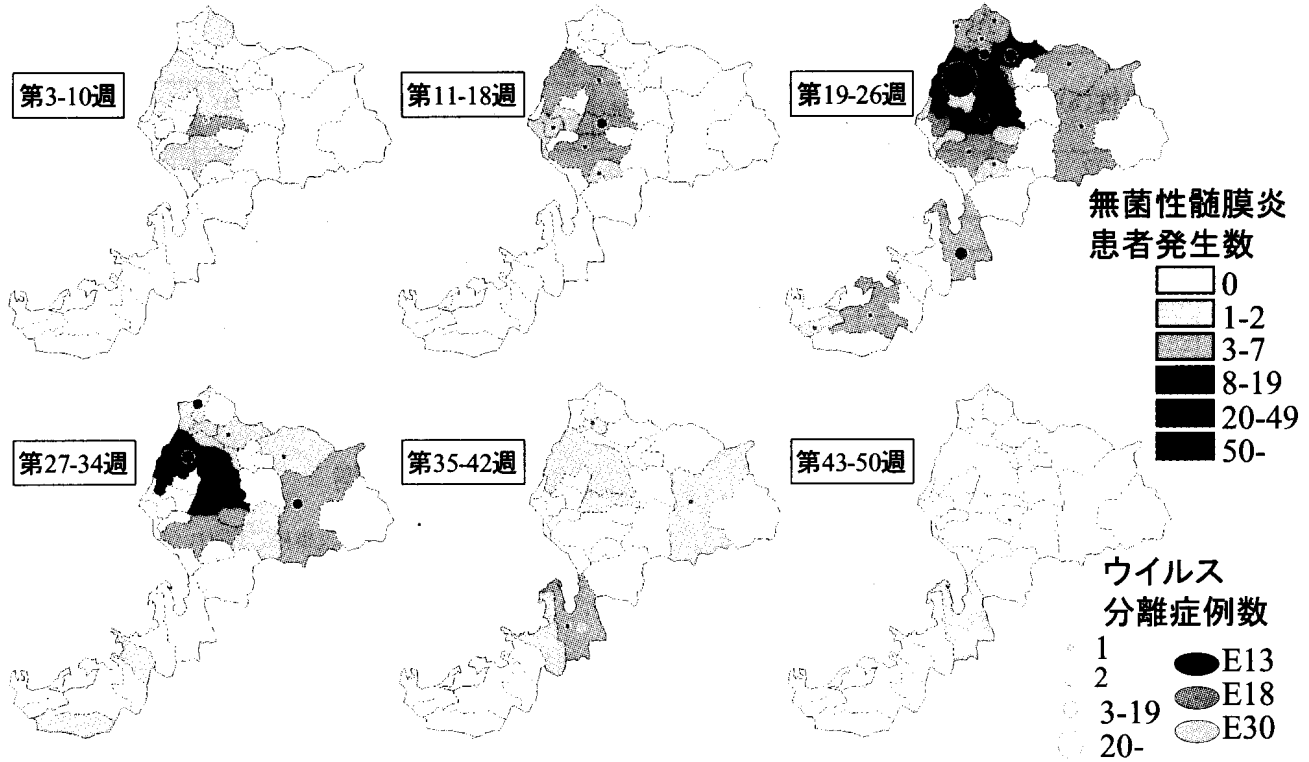 第3-10週
第11-18週
第19-26週
無菌性髄膜炎
患者発生数
0
1-2
3-7
8-19
20-49
50-
第27-34週
第35-42週
第43-50週
ウイルス
分離症例数
1
2
3-19
20-
E13
E18
E30